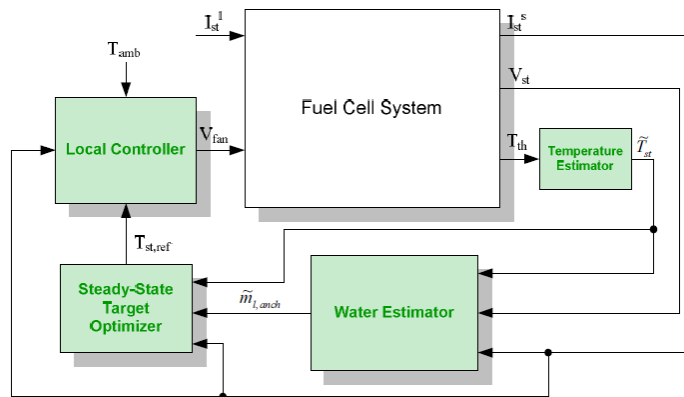 I_st^l
I_st^s
T_amb
V_st
Fuel Cell System
Local Controller
V_fan
T_th
Temperature
Estimator
T̃_st
T_st,ref
Steady-State
Target
Optimizer
m̃_l,anch
Water Estimator